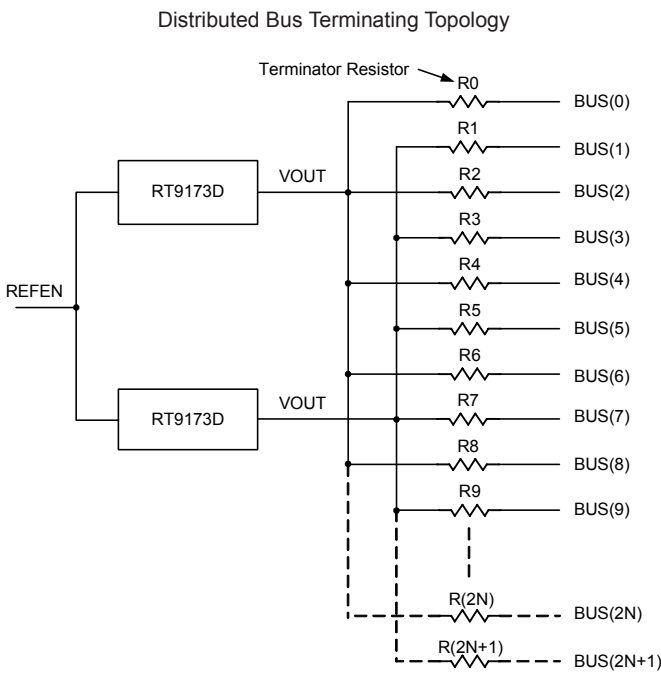 Distributed Bus Terminating Topology
Terminator Resistor
R0
BUS(0)
R1
BUS(1)
RT9173D
VOUT
R2
BUS(2)
R3
BUS(3)
R4
BUS(4)
REFEN
R5
BUS(5)
R6
BUS(6)
RT9173D
VOUT
R7
BUS(7)
R8
BUS(8)
R9
BUS(9)
R(2N)
BUS(2N)
R(2N+1)
BUS(2N+1)